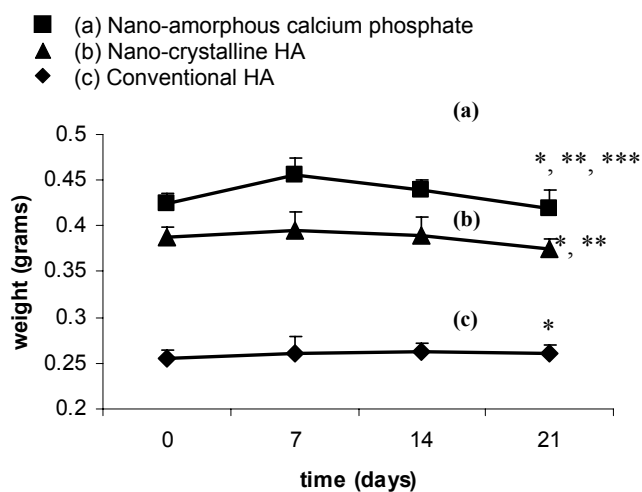 (a) Nano-amorphous calcium phosphate
(b) Nano-crystalline HA
(c) Conventional HA
(a)
0.5
*, **, ***
0.45
0.4
(b)
*, **
0.35
0.3
(c)
*
0.25
0.2
weight (grams)
0 7 14 21
time (days)